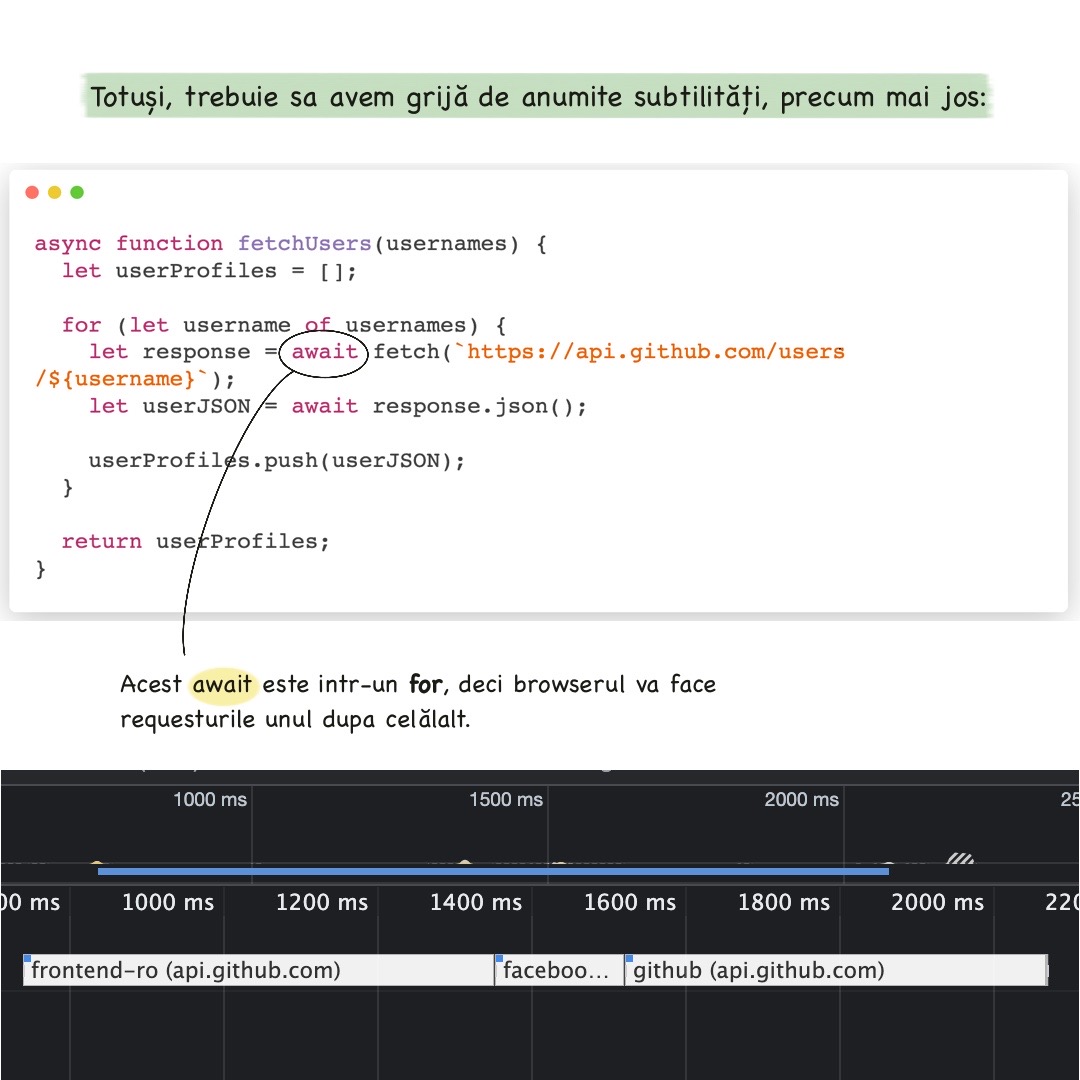 Totuși, trebuie sa avem grijă de anumite subtilități, precum mai jos:
async function fetchUsers(usernames) {
let userProfiles = [];
for (let username of usernames) {
let response = await fetch(`https://api.github.com/users
/${username}`);
let userJSON = await response.json();
userProfiles.push(userJSON);
}
return userProfiles;
}
Acest await este intr-un for, deci browserul va face
requesturile unul dupa celălalt.
1000 ms 1500 ms 2000 ms 25
00 ms 1000 ms 1200 ms 1400 ms 1600 ms 1800 ms 2000 ms 220
frontend-ro (api.github.com) faceboo... github (api.github.com)